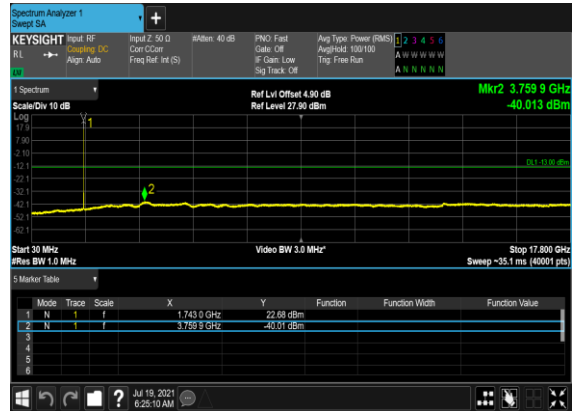 Spectrum Analyzer 1
Swept SA
+
KEYSIGHT Input: RF Input Z: 50 Ω #Atten: 40 dB PNO: Fast Avg Type: Power (RMS) 1 2 3 4 5 6
RL Coupling: DC Corr CCorr Gate: Off Avg|Hold: 100/100 A W W W W W
Align: Auto Freq Ref: Int (S) IF Gain: Low Trig: Free Run
Sig Track: Off A N N N N N
LW
1 Spectrum Ref Lvl Offset 4.90 dB Mkr2 3.759 9 GHz
Scale/Div 10 dB Ref Level 27.90 dBm -40.013 dBm
Log
17.9
7.90
-2.10
-12.1
-22.1
-32.1
-42.1
-52.1
-62.1
1
DL1 -13.00 dBm
2
Start 30 MHz Video BW 3.0 MHz* Stop 17.800 GHz
#Res BW 1.0 MHz Sweep ~35.1 ms (40001 pts)
5 Marker Table
Mode Trace Scale X Y Function Function Width Function Value
1 N 1 f 1.743 0 GHz 22.68 dBm
2 N 1 f 3.759 9 GHz -40.01 dBm
3
4
5
6
? Jul 19, 2021
6:25:10 AM